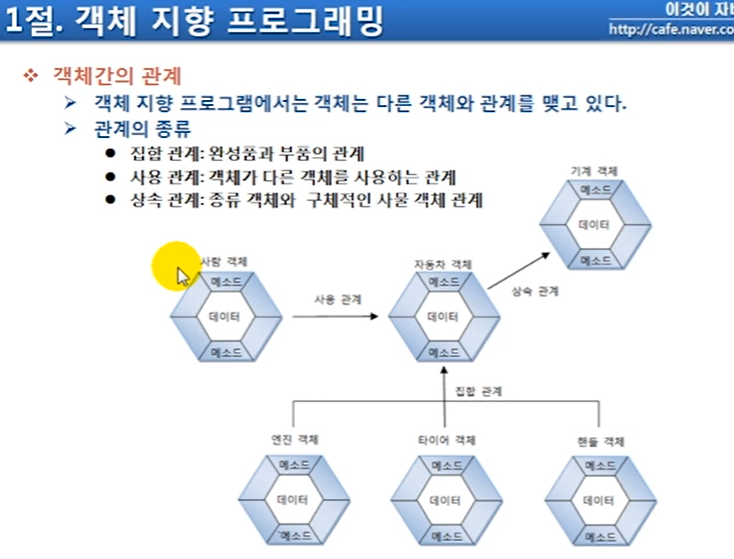 1절. 객체 지향 프로그래밍
이것이 자바
http://cafe.naver.co
객체간의 관계
객체 지향 프로그램에서는 객체는 다른 객체와 관계를 맺고 있다.
관계의 종류
집합 관계: 완성품과 부품의 관계
사용 관계: 객체가 다른 객체를 사용하는 관계
상속 관계: 종류 객체와 구체적인 사물 객체 관계
기계 객체
메소드
데이터
메소드
사람 객체
메소드
데이터
메소드
사용 관계
자동차 객체
메소드
데이터
메소드
상속 관계
집합 관계
엔진 객체
메소드
데이터
메소드
타이어 객체
메소드
데이터
메소드
핸들 객체
메소드
데이터
메소드